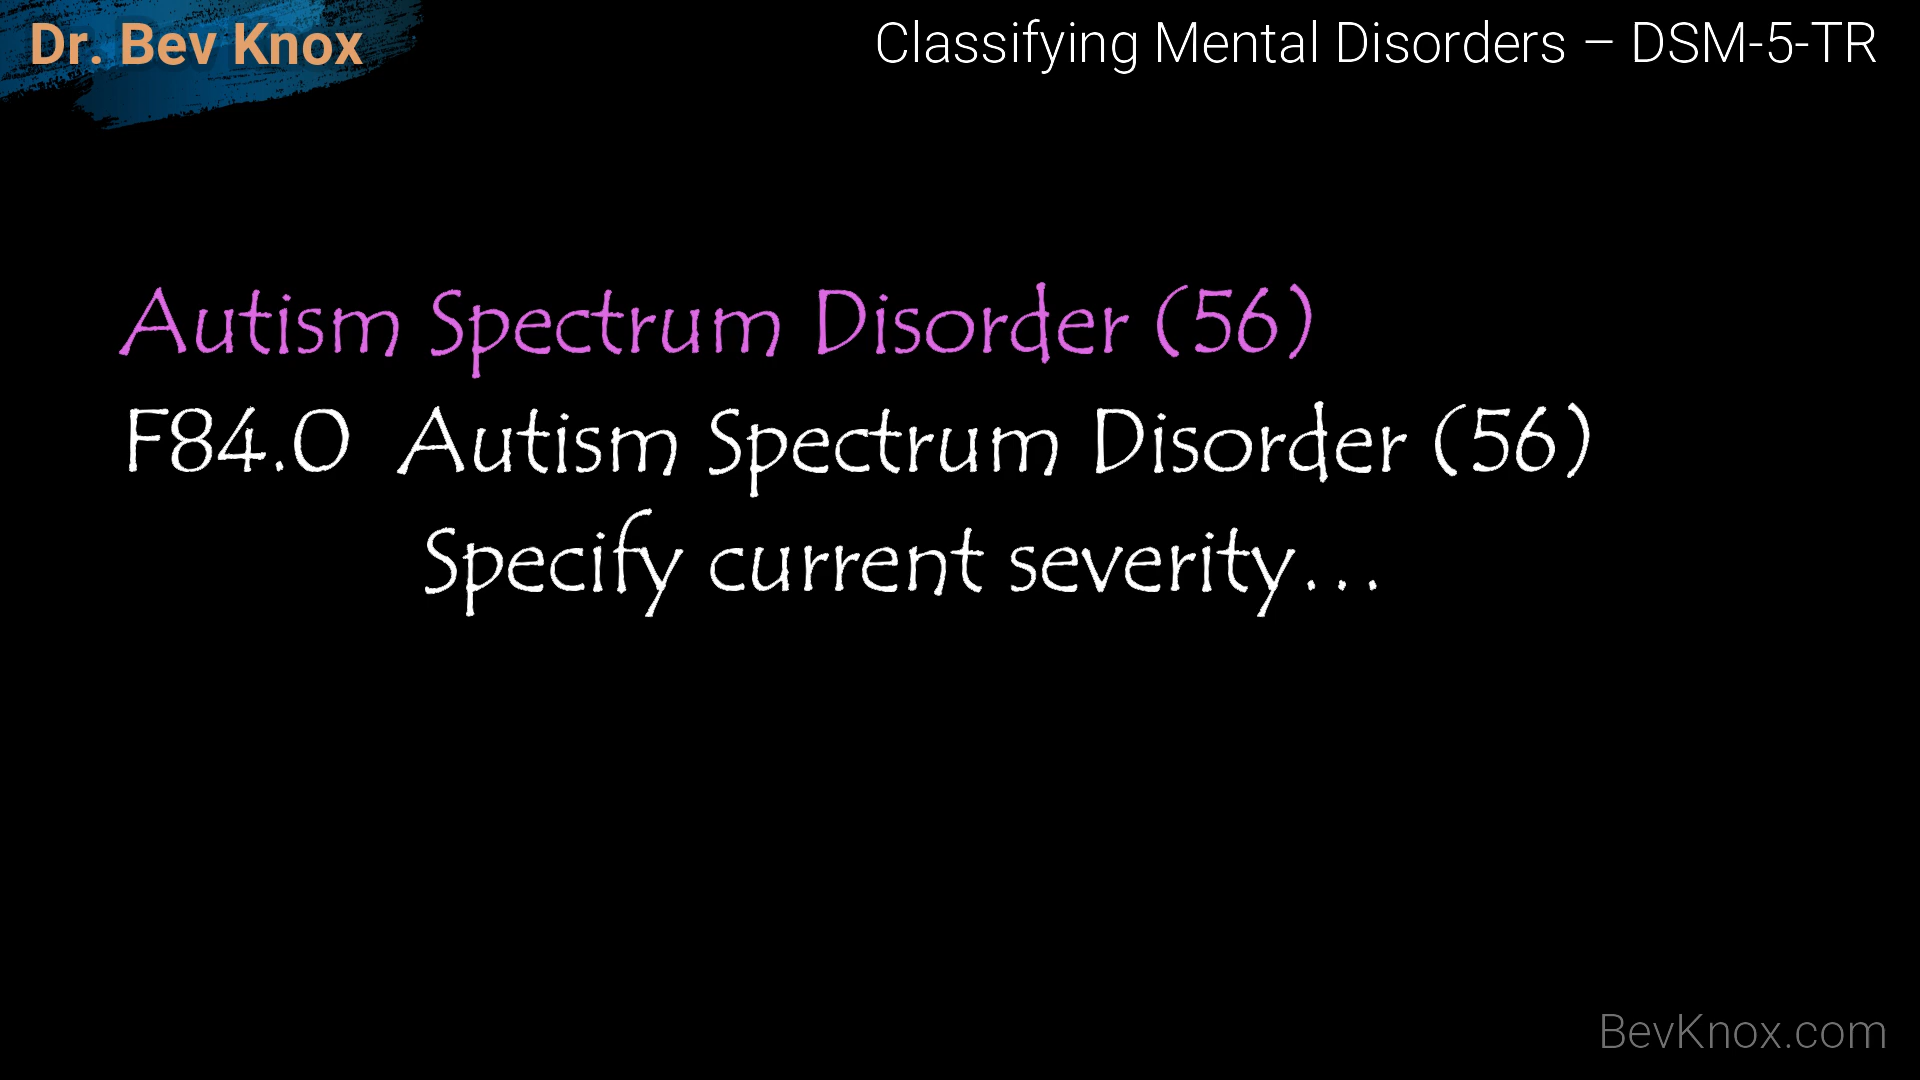 Dr. Bev Knox
Classifying Mental Disorders – DSM-5-TR
Autism Spectrum Disorder (56)
F84.0 Autism Spectrum Disorder (56)
Specify current severity…
BevKnox.com